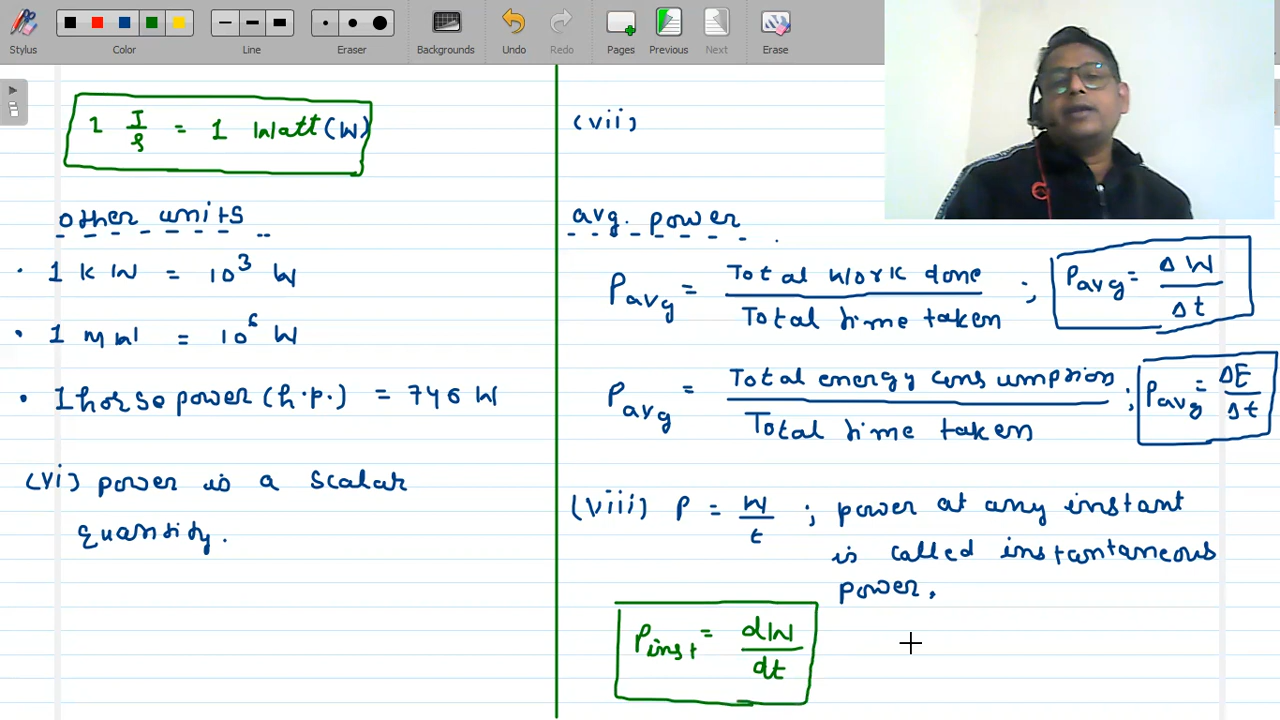 Stylus Color Line Eraser Backgrounds Undo Redo Pages Previous Next Erase
1 J/s = 1 Watt (W)
other units
• 1 kW = 10³ W
• 1 MW = 10⁶ W
• 1 horse power (h.p.) = 746 W
(vi) power is a scalar
quantity.
(vii)
avg. power
Pavg = Total work done / Total time taken ; Pavg = ΔW / Δt
Pavg = Total energy consumption / Total time taken ; Pavg = ΔE / Δt
(viii) P = W / t ; power at any instant
is called instantaneous
power.
Pinst = dW / dt